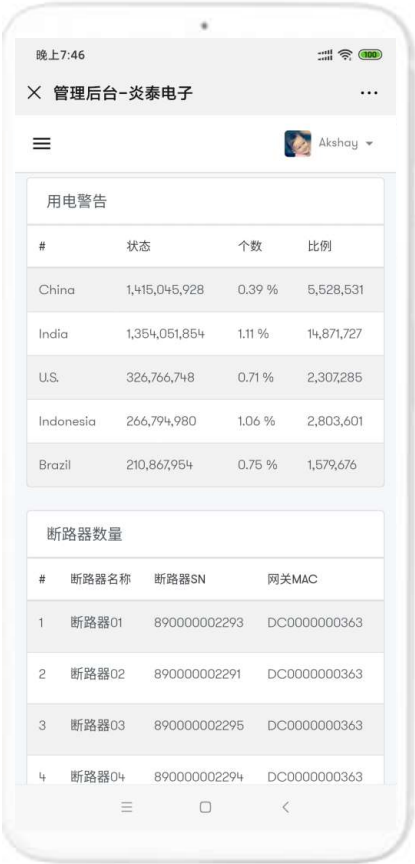 晚上7:46
100
管理后台-炎泰电子
Akshay
用电警告
# 状态 个数 比例
China 1,415,045,928 0.39 % 5,528,531
India 1,354,051,854 1.11 % 14,871,727
U.S. 326,766,748 0.71 % 2,307,285
Indonesia 266,794,980 1.06 % 2,803,601
Brazil 210,867,954 0.75 % 1,579,676
断路器数量
# 断路器名称 断路器SN 网关MAC
1 断路器01 890000002293 DC0000000363
2 断路器02 890000002291 DC0000000363
3 断路器03 890000002295 DC0000000363
4 断路器04 890000002294 DC0000000363